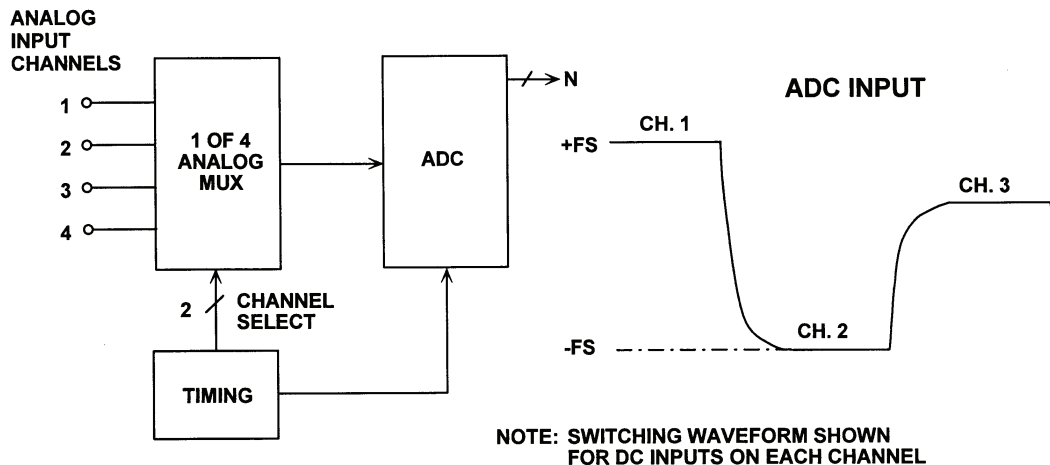 ANALOG
INPUT
CHANNELS
1
2
3
4
1 OF 4
ANALOG
MUX
ADC
N
2
CHANNEL
SELECT
TIMING
ADC INPUT
+FS
CH. 1
CH. 3
CH. 2
-FS
NOTE: SWITCHING WAVEFORM SHOWN
FOR DC INPUTS ON EACH CHANNEL